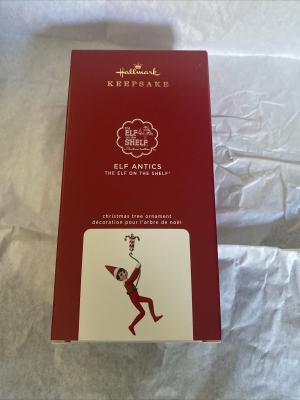 Hallmark
KEEPSAKE
THE
ELF
ON THE
SHELF
ELF ANTICS
THE ELF ON THE SHELF®
christmas tree ornament
décoration pour l'arbre de noël